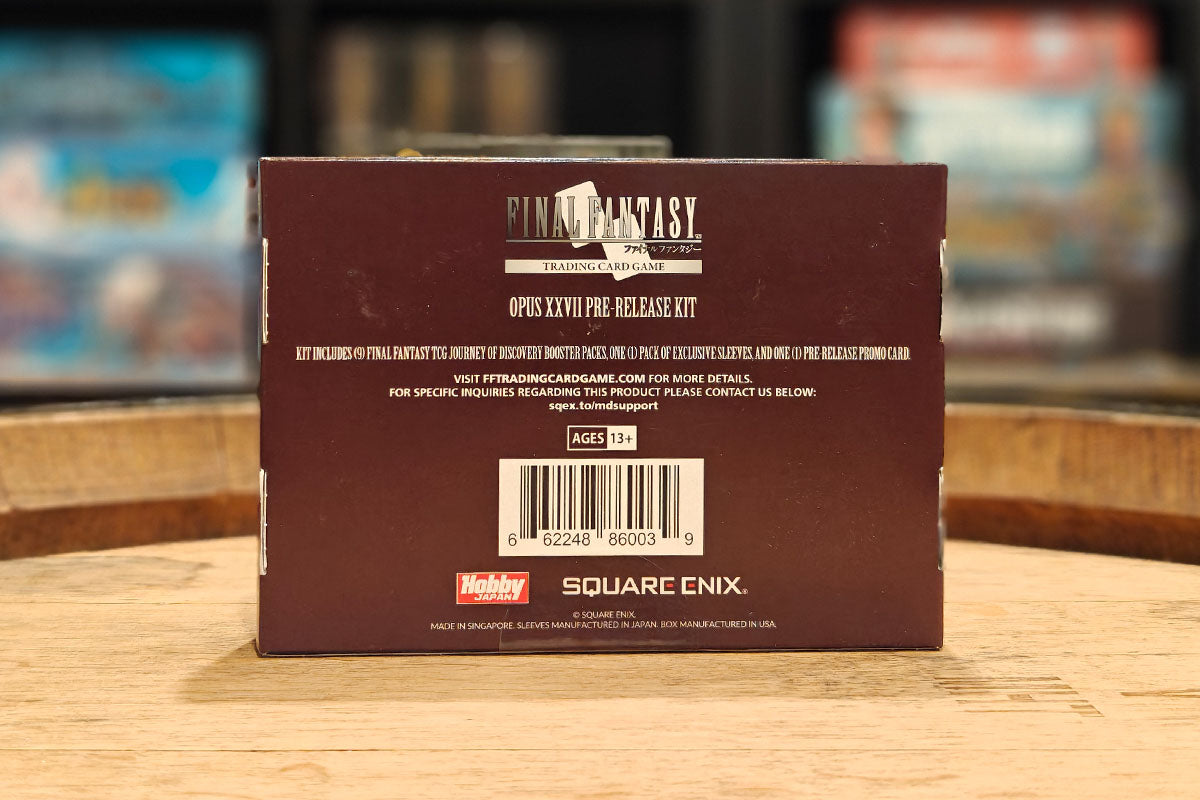 FINAL FANTASY™
ファイナルファンタジー
TRADING CARD GAME
OPUS XXVII PRE-RELEASE KIT
KIT INCLUDES (9) FINAL FANTASY TCG JOURNEY OF DISCOVERY BOOSTER PACKS, ONE (1) PACK OF EXCLUSIVE SLEEVES, AND ONE (1) PRE-RELEASE PROMO CARD.
VISIT FFTRADINGCARDGAME.COM FOR MORE DETAILS.
FOR SPECIFIC INQUIRIES REGARDING THIS PRODUCT PLEASE CONTACT US BELOW:
sqex.to/mdsupport
AGES 13+
6 62248 86003 9
Hobby
JAPAN
SQUARE ENIX®
© SQUARE ENIX.
MADE IN SINGAPORE. SLEEVES MANUFACTURED IN JAPAN. BOX MANUFACTURED IN USA.